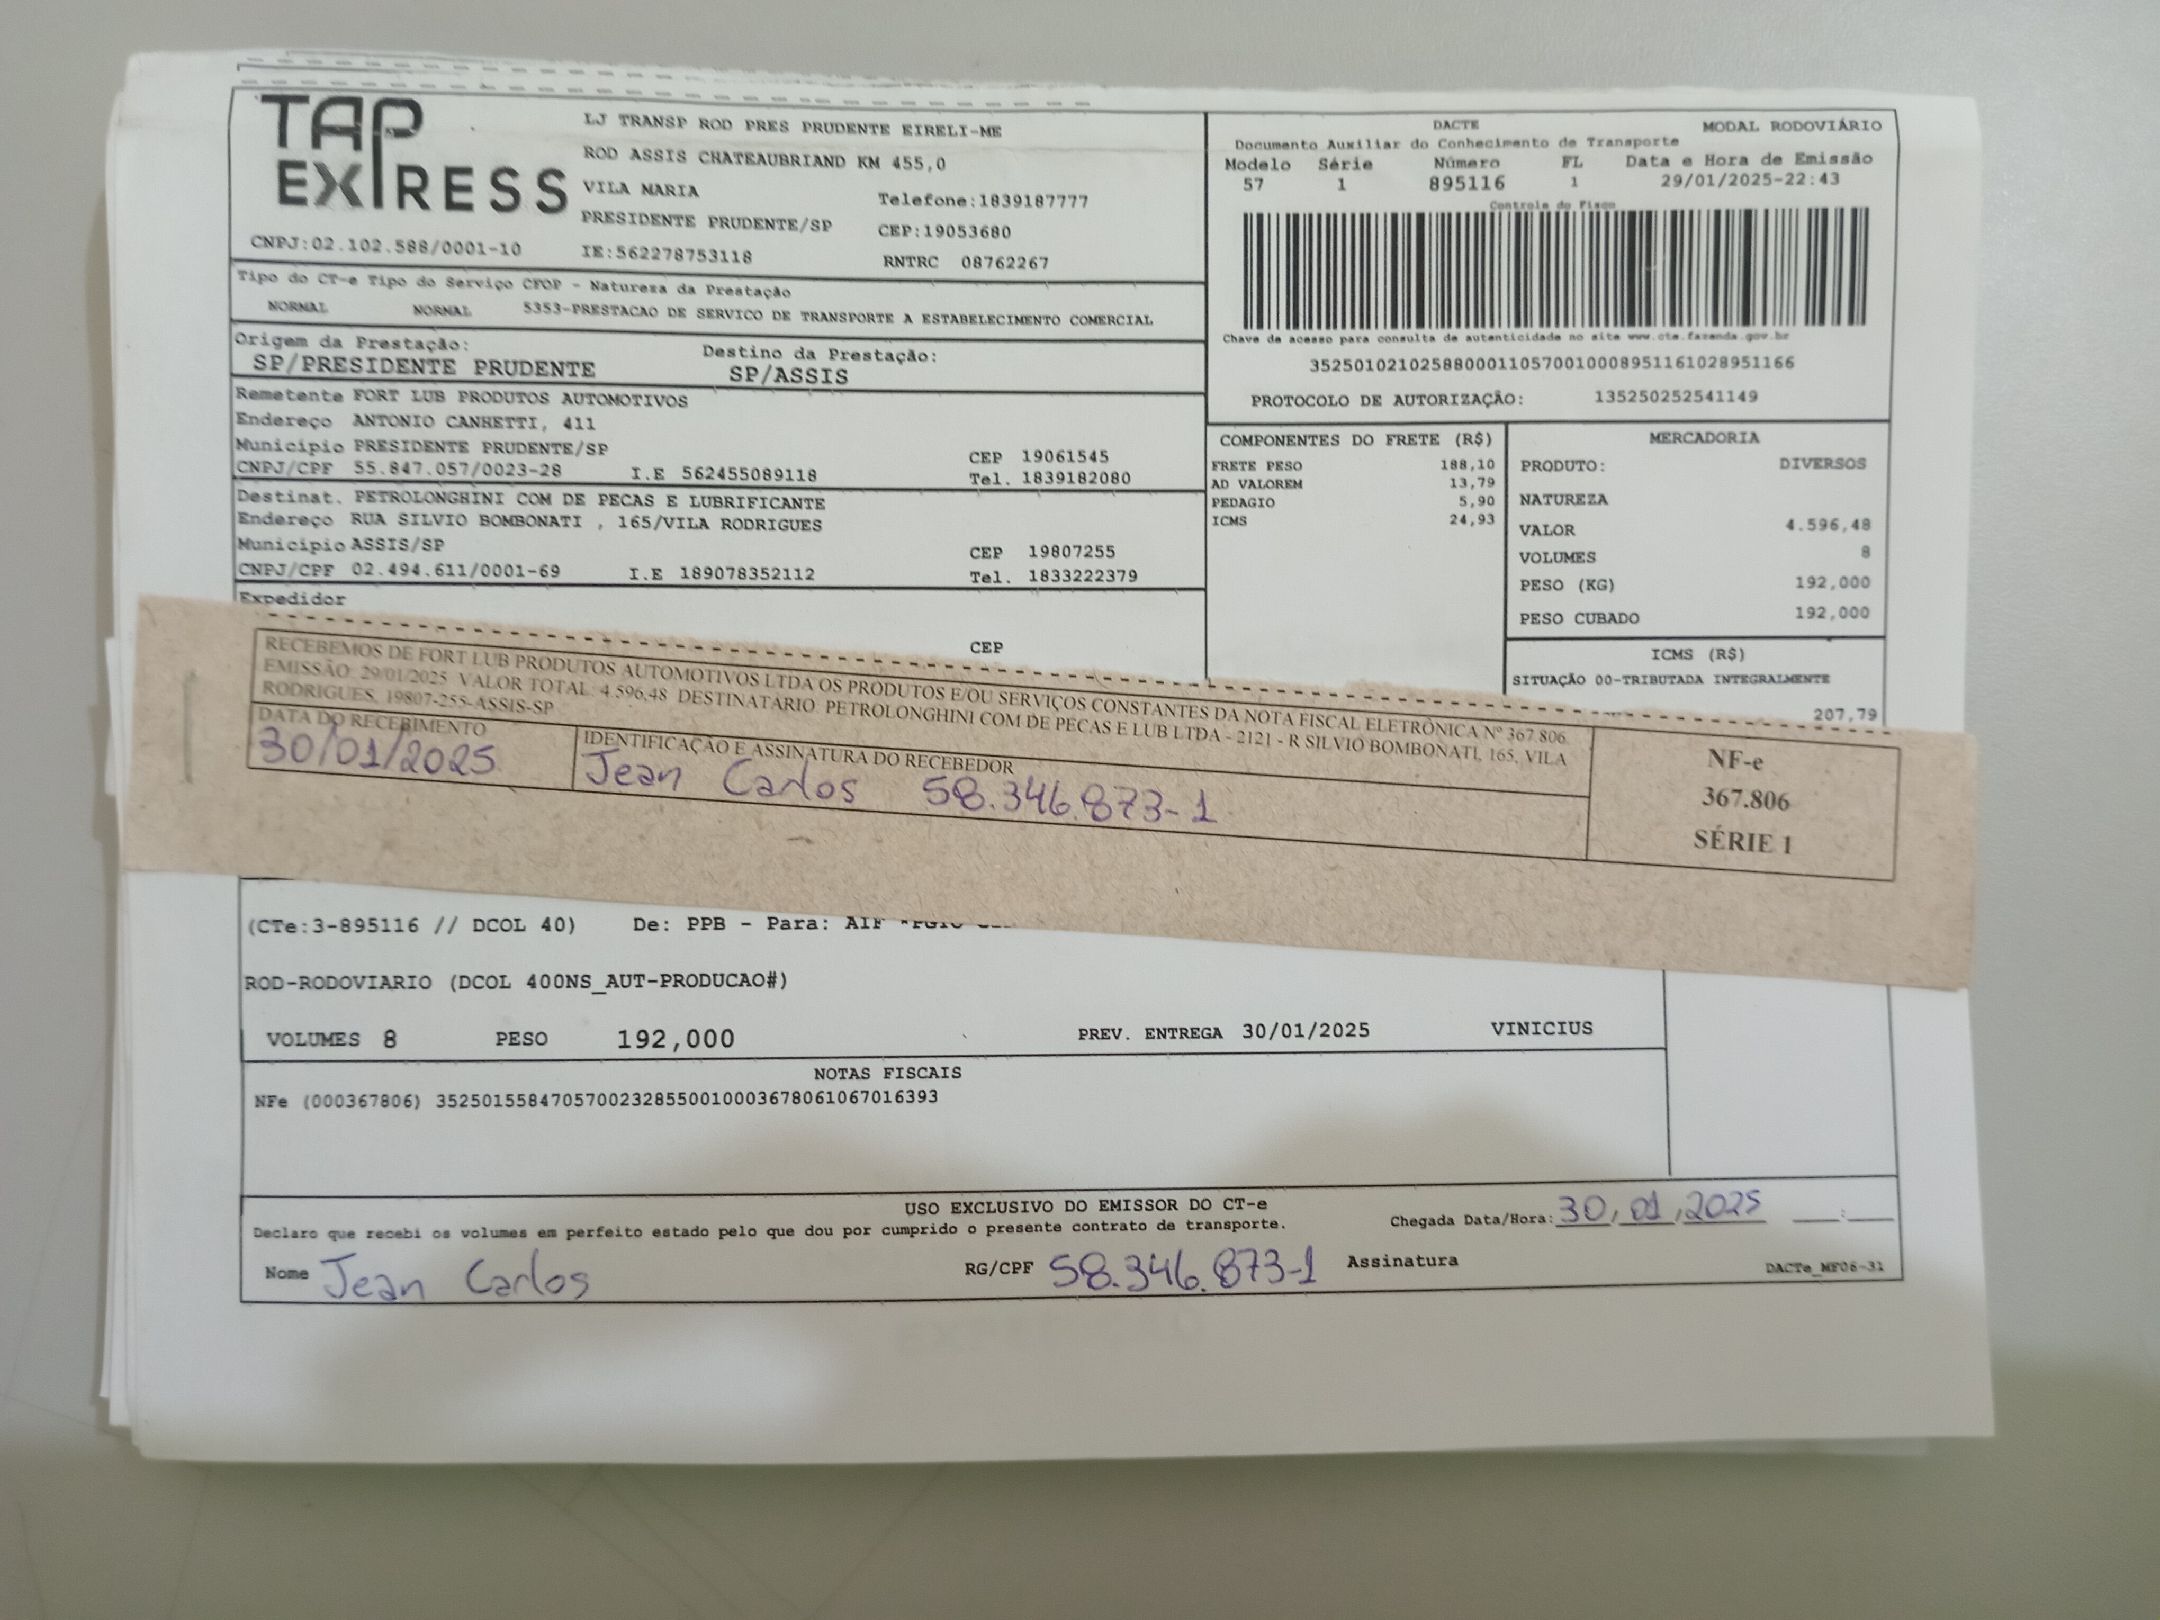 TAP EXPRESS
LJ TRANSP ROD PRES PRUDENTE EIRELI-ME
ROD ASSIS CHATEAUBRIAND KM 455,0
VILA MARIA
Telefone:1839187777
PRESIDENTE PRUDENTE/SP
CEP:19053680
CNPJ:02.102.588/0001-10
IE:562278753118
RNTRC 08762267
DACTE
MODAL RODOVIÁRIO
Documento Auxiliar do Conhecimento de Transporte
Modelo Série Número FL Data e Hora de Emissão
57 1 895116 1 29/01/2025-22:43
Controle do Fisco
Chave de acesso para consulta de autenticidade no site www.cte.fazenda.gov.br
35250102102588000110570010008951161028951166
PROTOCOLO DE AUTORIZAÇÃO: 135250252541149
Tipo do CT-e Tipo do Serviço CFOP - Natureza da Prestação
NORMAL NORMAL 5353-PRESTACAO DE SERVICO DE TRANSPORTE A ESTABELECIMENTO COMERCIAL
Origem da Prestação: Destino da Prestação:
SP/PRESIDENTE PRUDENTE SP/ASSIS
Remetente FORT LUB PRODUTOS AUTOMOTIVOS
Endereço ANTONIO CANHETTI, 411
Município PRESIDENTE PRUDENTE/SP CEP 19061545
CNPJ/CPF 55.847.057/0023-28 I.E 562455089118 Tel. 1839182080
Destinat. PETROLONGHINI COM DE PECAS E LUBRIFICANTE
Endereço RUA SILVIO BOMBONATI , 165/VILA RODRIGUES
Município ASSIS/SP CEP 19807255
CNPJ/CPF 02.494.611/0001-69 I.E 189078352112 Tel. 1833222379
Expedidor
CEP
COMPONENTES DO FRETE (R$)
FRETE PESO 188,10
AD VALOREM 13,79
PEDAGIO 5,90
ICMS 24,93
MERCADORIA
PRODUTO: DIVERSOS
NATUREZA
VALOR 4.596,48
VOLUMES 8
PESO (KG) 192,000
PESO CUBADO 192,000
ICMS (R$)
SITUAÇÃO 00-TRIBUTADA INTEGRALMENTE
207,79
RECEBEMOS DE FORT LUB PRODUTOS AUTOMOTIVOS LTDA OS PRODUTOS E/OU SERVIÇOS CONSTANTES DA NOTA FISCAL ELETRÔNICA Nº 367.806
EMISSÃO: 29/01/2025 VALOR TOTAL: 4.596,48 DESTINATÁRIO: PETROLONGHINI COM DE PECAS E LUB LTDA - 2121 - R SILVIO BOMBONATI, 165, VILA
RODRIGUES, 19807-255-ASSIS-SP
DATA DO RECEBIMENTO
30/01/2025
IDENTIFICAÇÃO E ASSINATURA DO RECEBEDOR
Jean Carlos 58.346.873-1
NF-e
367.806
SÉRIE 1
(CTe:3-895116 // DCOL 40) De: PPB - Para: AIF
ROD-RODOVIARIO (DCOL 400NS_AUT-PRODUCAO#)
VOLUMES 8 PESO 192,000 PREV. ENTREGA 30/01/2025 VINICIUS
NOTAS FISCAIS
NFe (000367806) 35250155847057002328550010003678061067016393
USO EXCLUSIVO DO EMISSOR DO CT-e
Declaro que recebi os volumes em perfeito estado pelo que dou por cumprido o presente contrato de transporte.
Chegada Data/Hora: 30/01/2025 __:__
Nome Jean Carlos RG/CPF 58.346.873-1 Assinatura
DACTe_MF06-31